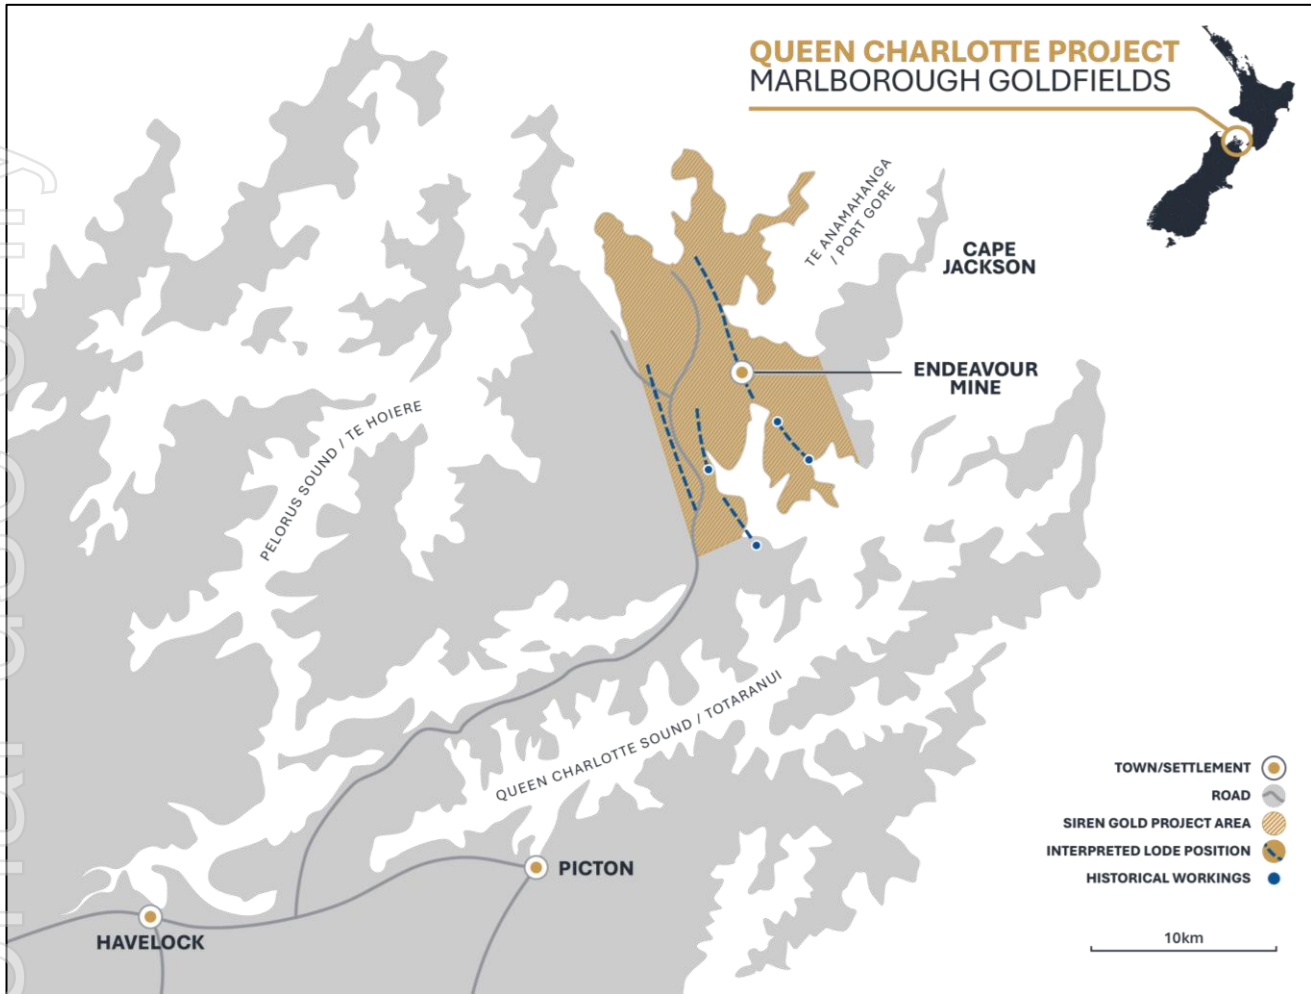 QUEEN CHARLOTTE PROJECT
MARLBOROUGH GOLDFIELDS
TE ANAMAHANGA
/ PORT GORE
CAPE
JACKSON
ENDEAVOUR
MINE
PELORUS SOUND / TE HOIERE
QUEEN CHARLOTTE SOUND / TOTARANUI
PICTON
HAVELOCK
TOWN/SETTLEMENT
ROAD
SIREN GOLD PROJECT AREA
INTERPRETED LODE POSITION
HISTORICAL WORKINGS
10km